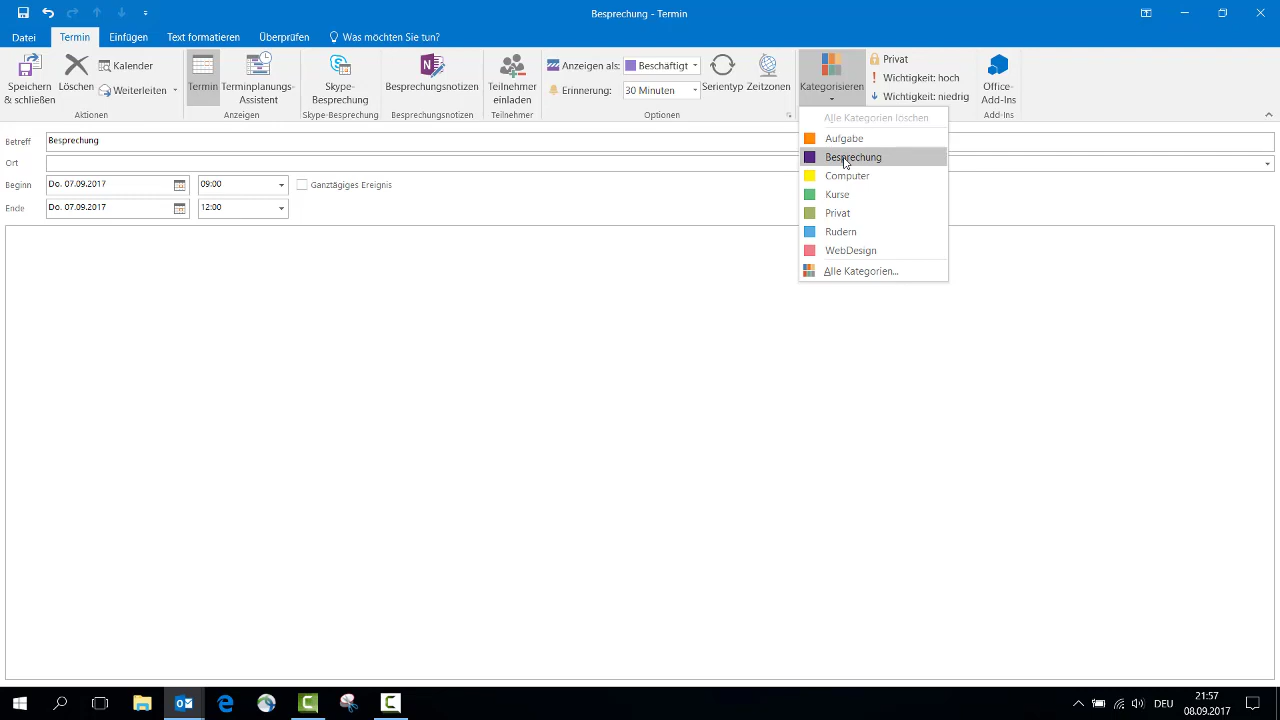 Besprechung - Termin
Datei Termin Einfügen Text formatieren Überprüfen Was möchten Sie tun?
Speichern & schließen
Löschen
Kalender
Weiterleiten
Aktionen
Termin
Terminplanungs-Assistent
Anzeigen
Skype-Besprechung
Skype-Besprechung
Besprechungsnotizen
Besprechungsnotizen
Teilnehmer einladen
Teilnehmer
Anzeigen als: Beschäftigt
Erinnerung: 30 Minuten
Serientyp
Zeitzonen
Optionen
Kategorisieren
Privat
Wichtigkeit: hoch
Wichtigkeit: niedrig
Office-Add-Ins
Add-Ins
Alle Kategorien löschen
Aufgabe
Besprechung
Computer
Kurse
Privat
Rudern
WebDesign
Alle Kategorien...
Betreff Besprechung
Ort
Beginn Do. 07.09.2017 09:00 Ganztägiges Ereignis
Ende Do. 07.09.2017 12:00
DEU
21:57
08.09.2017